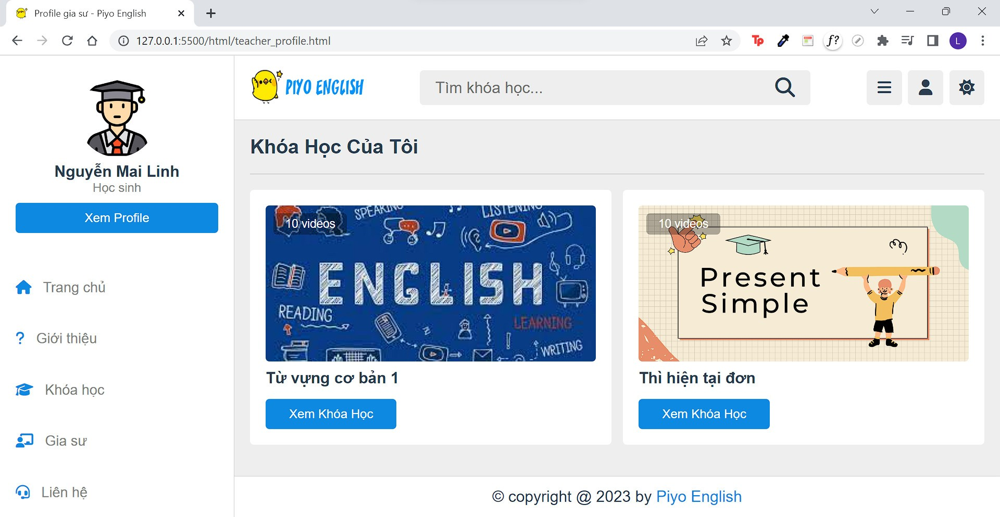 Profile gia sư - Piyo English
127.0.0.1:5500/html/teacher_profile.html
Tp
f?
L
Nguyễn Mai Linh
Học sinh
Xem Profile
Trang chủ
Giới thiệu
Khóa học
Gia sư
Liên hệ
PIYO ENGLISH
Tìm khóa học...
Khóa Học Của Tôi
10 videos
SPEAKING
LISTENING
ENGLISH
READING
LEARNING
WRITING
Từ vựng cơ bản 1
Xem Khóa Học
10 videos
Present
Simple
Thì hiện tại đơn
Xem Khóa Học
© copyright @ 2023 by Piyo English